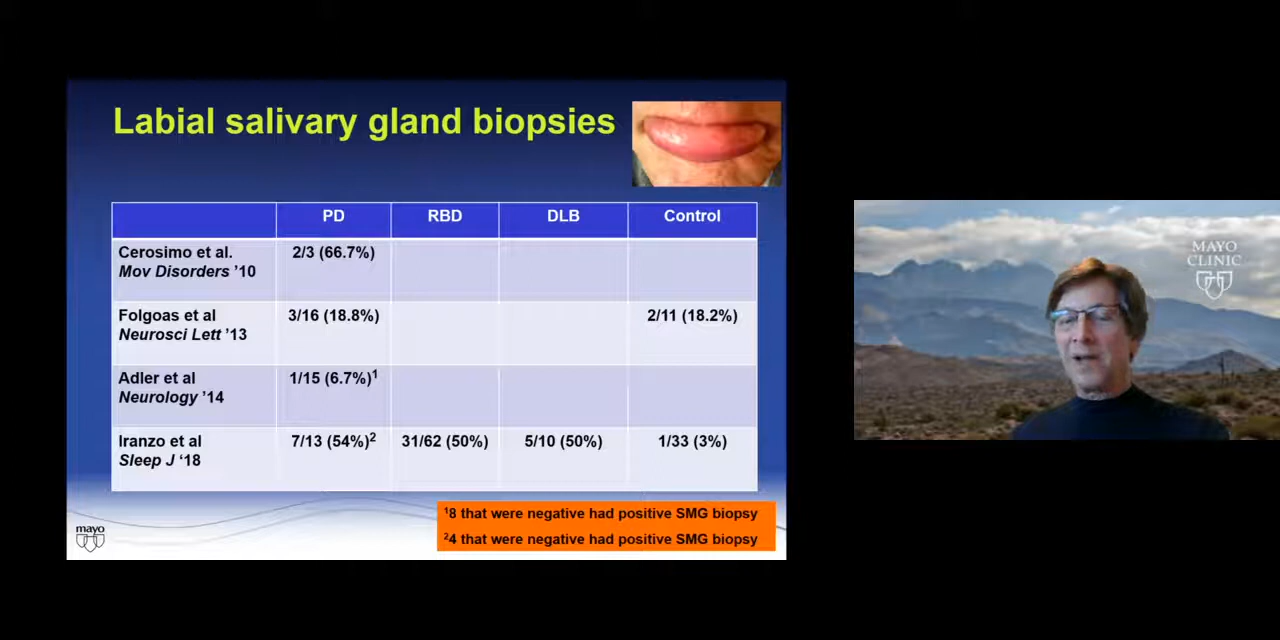 Labial salivary gland biopsies
PD RBD DLB Control
Cerosimo et al. 2/3 (66.7%)
Mov Disorders ’10
Folgoas et al 3/16 (18.8%) 2/11 (18.2%)
Neurosci Lett ’13
Adler et al 1/15 (6.7%)¹
Neurology ’14
Iranzo et al 7/13 (54%)² 31/62 (50%) 5/10 (50%) 1/33 (3%)
Sleep J ‘18
¹8 that were negative had positive SMG biopsy
²4 that were negative had positive SMG biopsy
mayo
MAYO
CLINIC